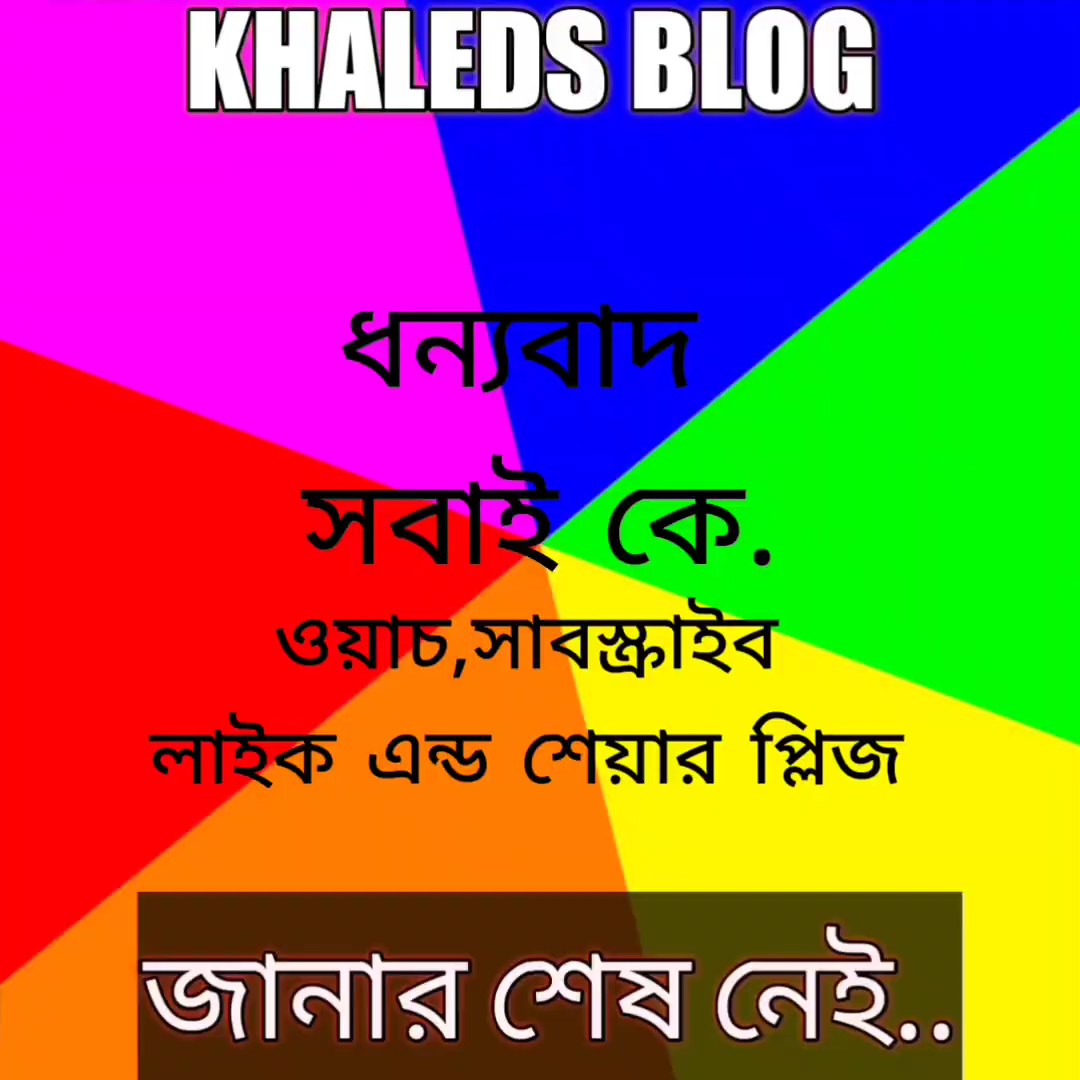 KHALEDS BLOG
ধন্যবাদ
সবাই কে.
ওয়াচ,সাবস্ক্রাইব
লাইক এন্ড শেয়ার প্লিজ
জানার শেষ নেই..